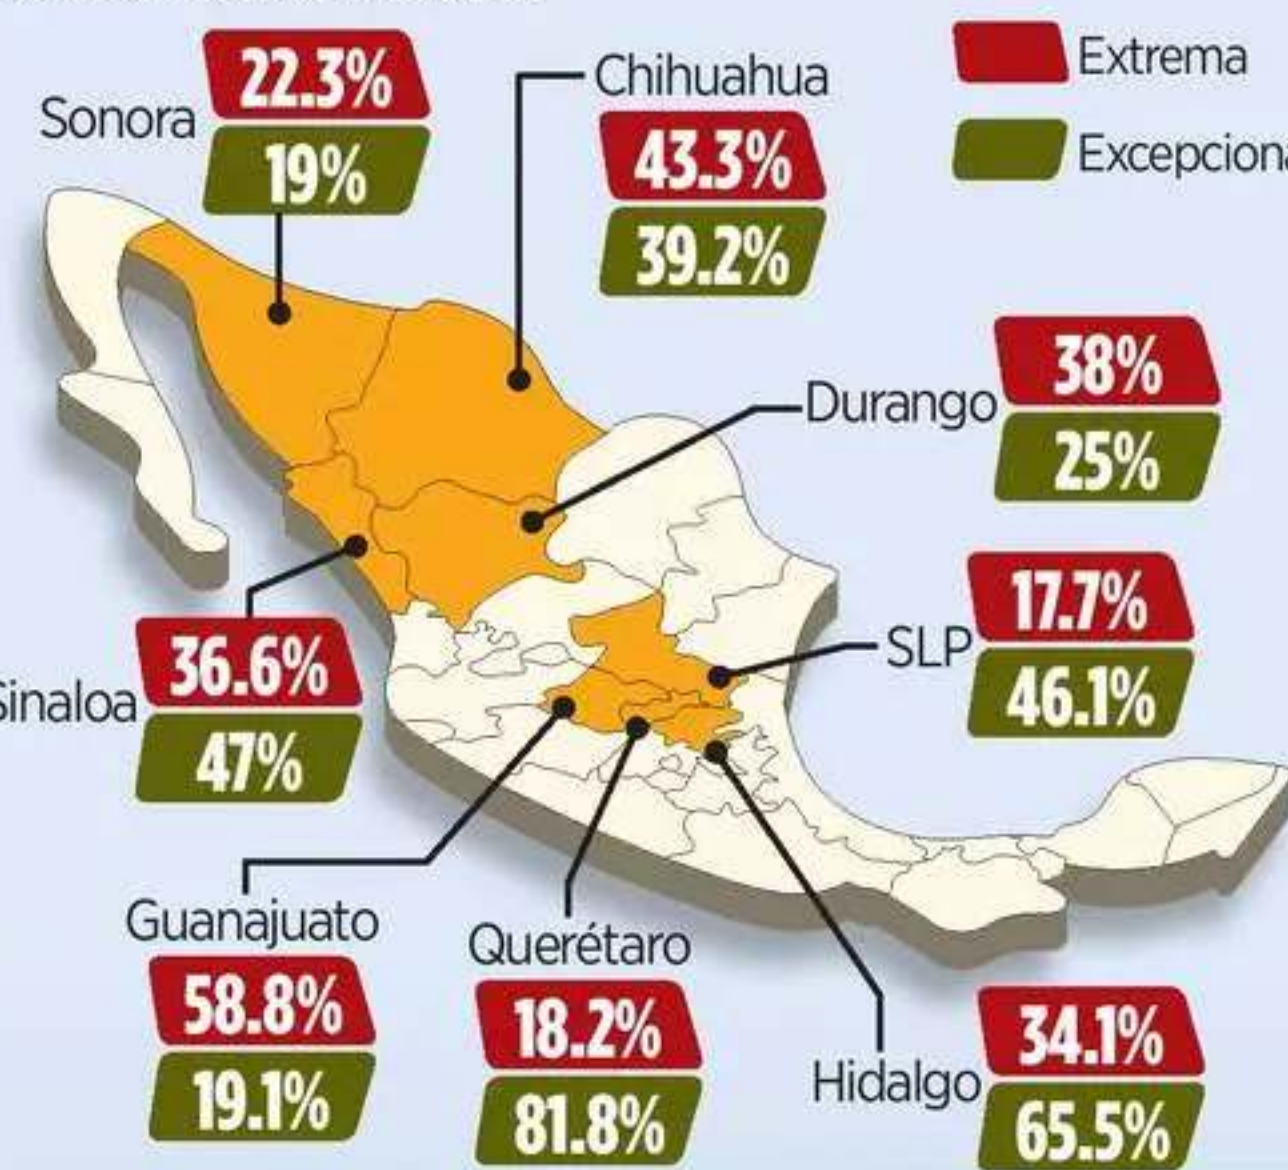 Sonora
22.3%
19%
Chihuahua
43.3%
39.2%
Extrema
Excepciona
Durango
38%
25%
SLP
17.7%
46.1%
Sinaloa
36.6%
47%
Guanajuato
58.8%
19.1%
Querétaro
18.2%
81.8%
Hidalgo
34.1%
65.5%